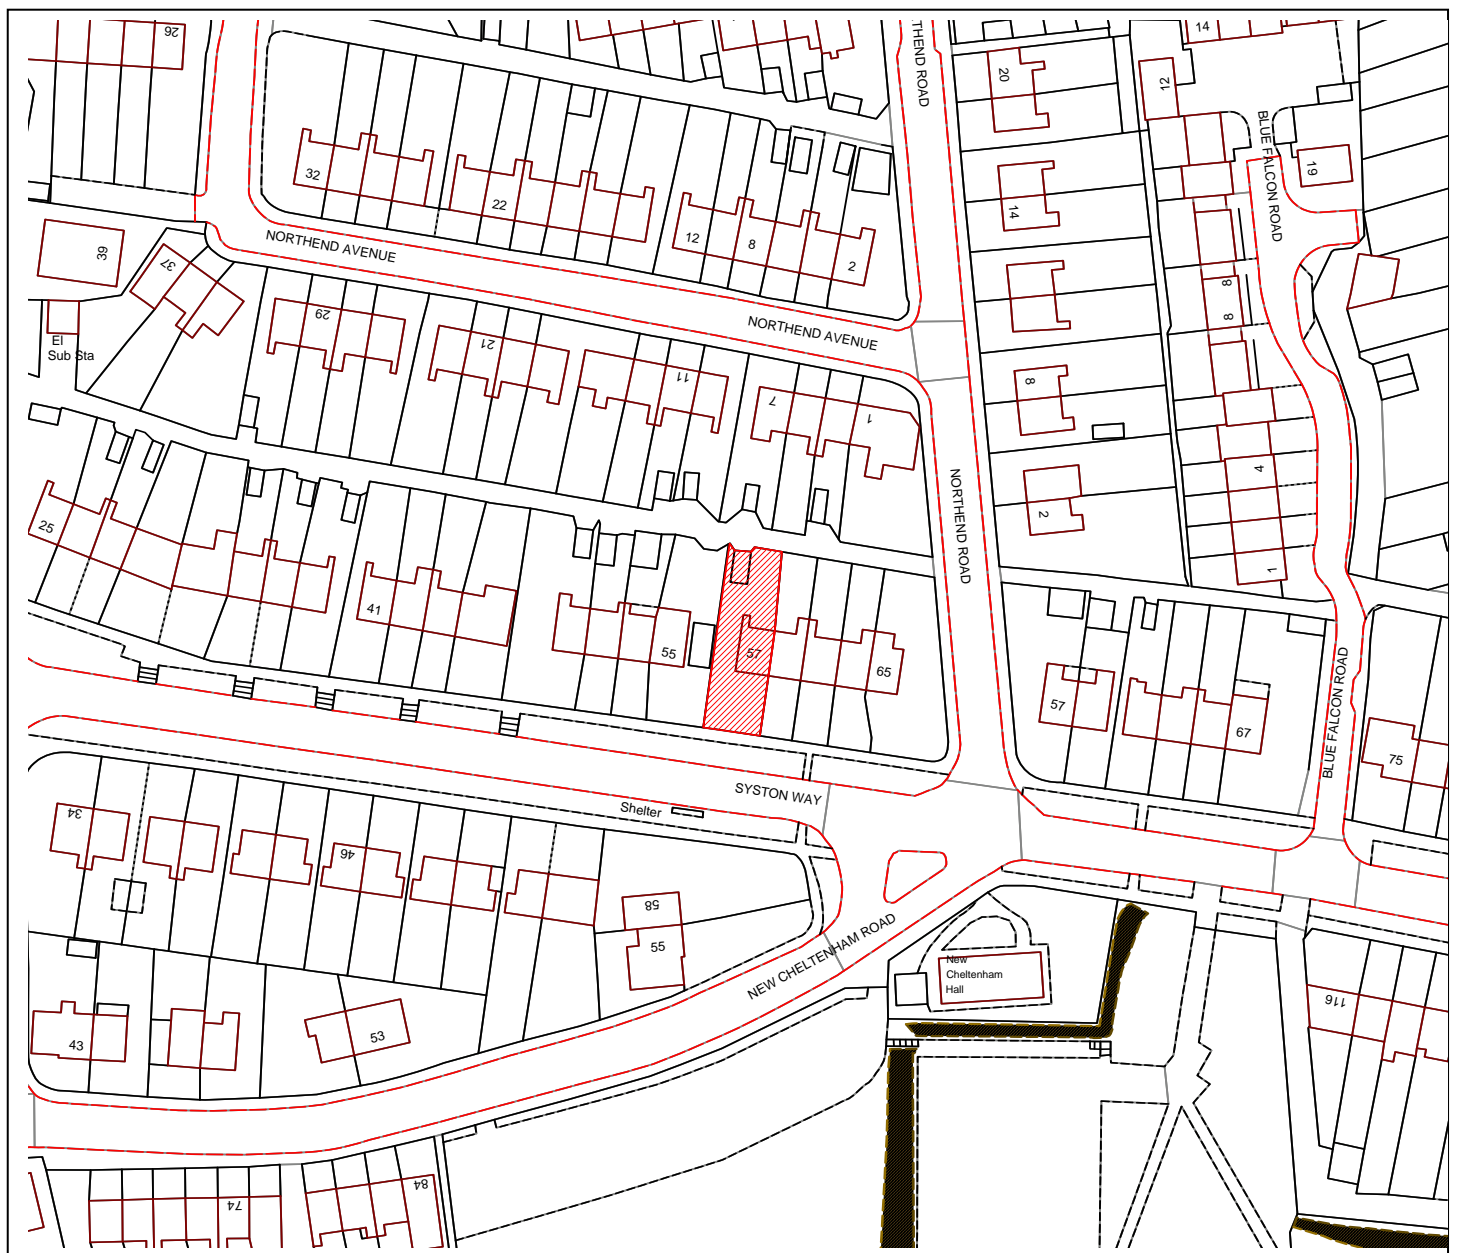 26
THEND ROAD
14
20
12
BLUE FALCON ROAD
19
32
22
14
12
8
2
NORTHEND AVENUE
39
37
29
NORTHEND AVENUE
8
8
El
Sub Sta
21
11
7
1
8
4
NORTHEND ROAD
2
1
25
41
55
57
65
57
67
BLUE FALCON ROAD
75
SYSTON WAY
Shelter
34
46
58
55
NEW CHELTENHAM ROAD
New
Cheltenham
Hall
116
43
53
74
84